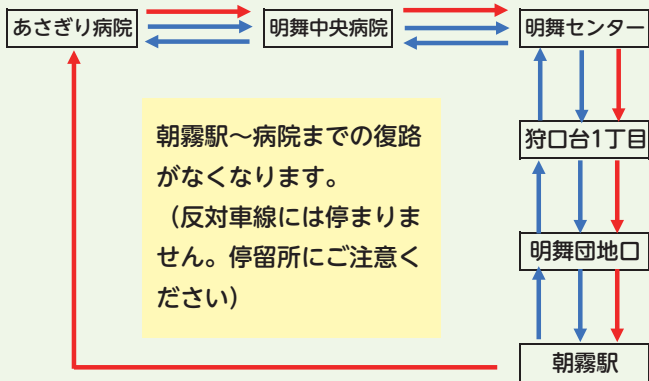 あさぎり病院
明舞中央病院
明舞センター
朝霧駅～病院までの復路
がなくなります。
（反対車線には停まりま
せん。停留所にご注意く
ださい）
狩口台1丁目
明舞団地口
朝霧駅